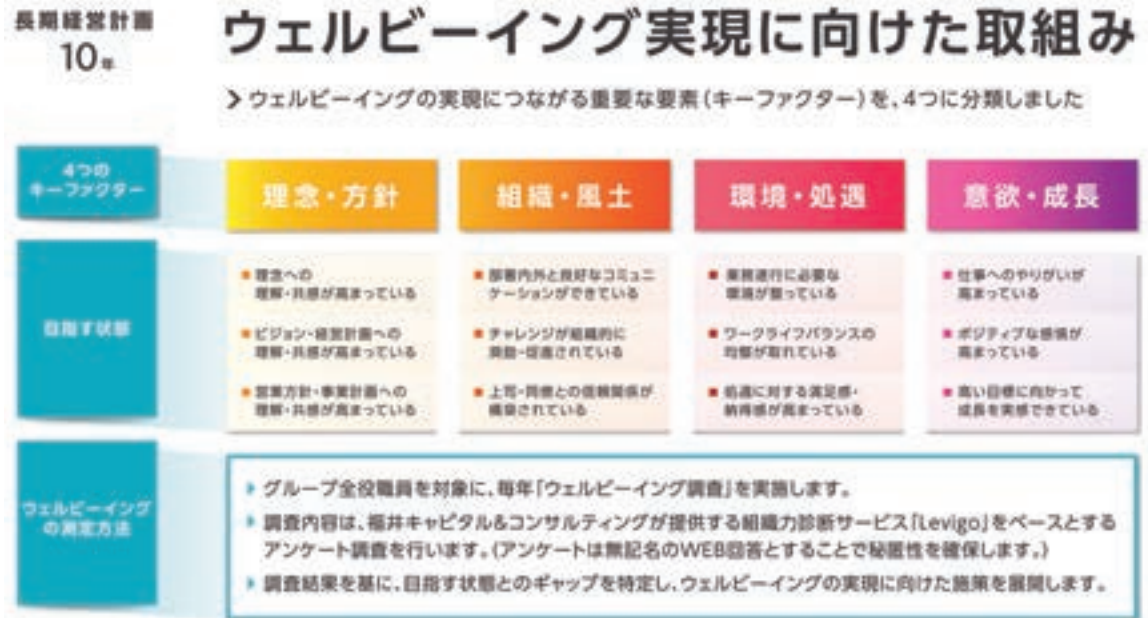 長期経営計画
10年
ウェルビーイング実現に向けた取組み
ウェルビーイングの実現につながる重要な要素(キーファクター)を、4つに分類しました
4つの
キーファクター
理念・方針
組織・風土
環境・処遇
意欲・成長
目指す状態
■ 理念への
理解・共感が高まっている
■ ビジョン・経営計画への
理解・共感が高まっている
■ 営業方針・事業計画への
理解・共感が高まっている
■ 部署内外と良好なコミュニ
ケーションができている
■ チャレンジが組織的に
奨励・促進されている
■ 上司・同僚との信頼関係が
構築されている
■ 業務遂行に必要な
環境が整っている
■ ワークライフバランスの
均衡が取れている
■ 処遇に対する満足感・
納得感が高まっている
■ 仕事へのやりがいが
高まっている
■ ポジティブな感情が
高まっている
■ 高い目標に向かって
成長を実感できている
ウェルビーイング
の測定方法
グループ全役職員を対象に、毎年「ウェルビーイング調査」を実施します。
調査内容は、福井キャピタル&コンサルティングが提供する組織力診断サービス「Levigo」をベースとする
アンケート調査を行います。(アンケートは無記名のWEB回答とすることで秘匿性を確保します。)
調査結果を基に、目指す状態とのギャップを特定し、ウェルビーイングの実現に向けた施策を展開します。